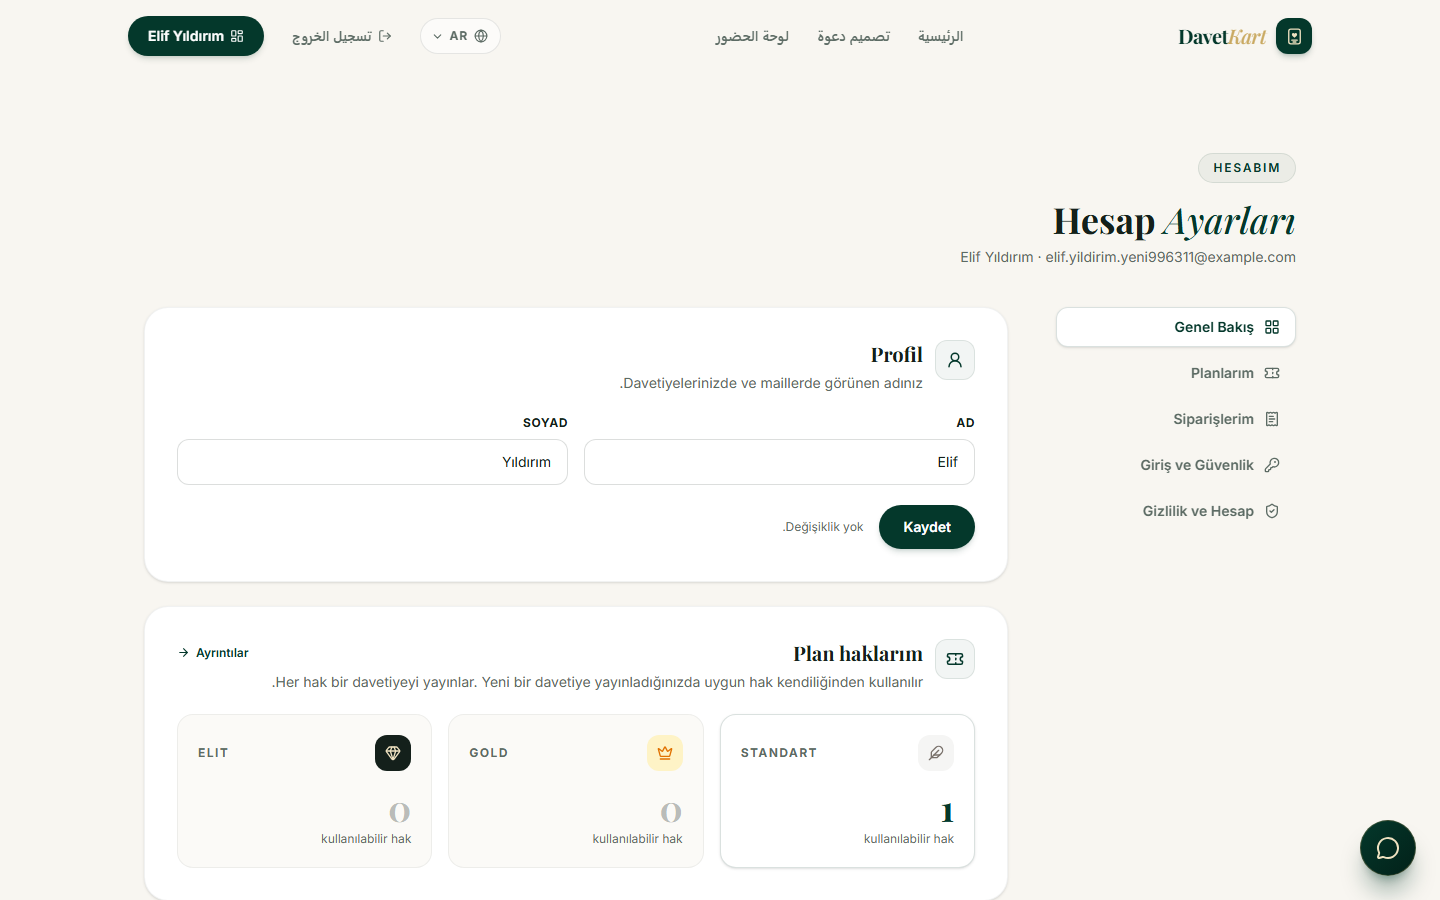 DavetKart
الرئيسية
تصميم دعوة
لوحة الحضور
AR
تسجيل الخروج
Elif Yıldırım
HESABIM
Hesap Ayarları
Elif Yıldırım · elif.yildirim.yeni996311@example.com
Genel Bakış
Planlarım
Siparişlerim
Giriş ve Güvenlik
Gizlilik ve Hesap
Profil
Davetiyelerinizde ve maillerde görünen adınız.
AD
SOYAD
Elif
Yıldırım
Kaydet
Değişiklik yok.
Plan haklarım
Ayrıntılar
Her hak bir davetiyeyi yayınlar. Yeni bir davetiye yayınladığınızda uygun hak kendiliğinden kullanılır.
STANDART
1
kullanılabilir hak
GOLD
0
kullanılabilir hak
ELIT
0
kullanılabilir hak